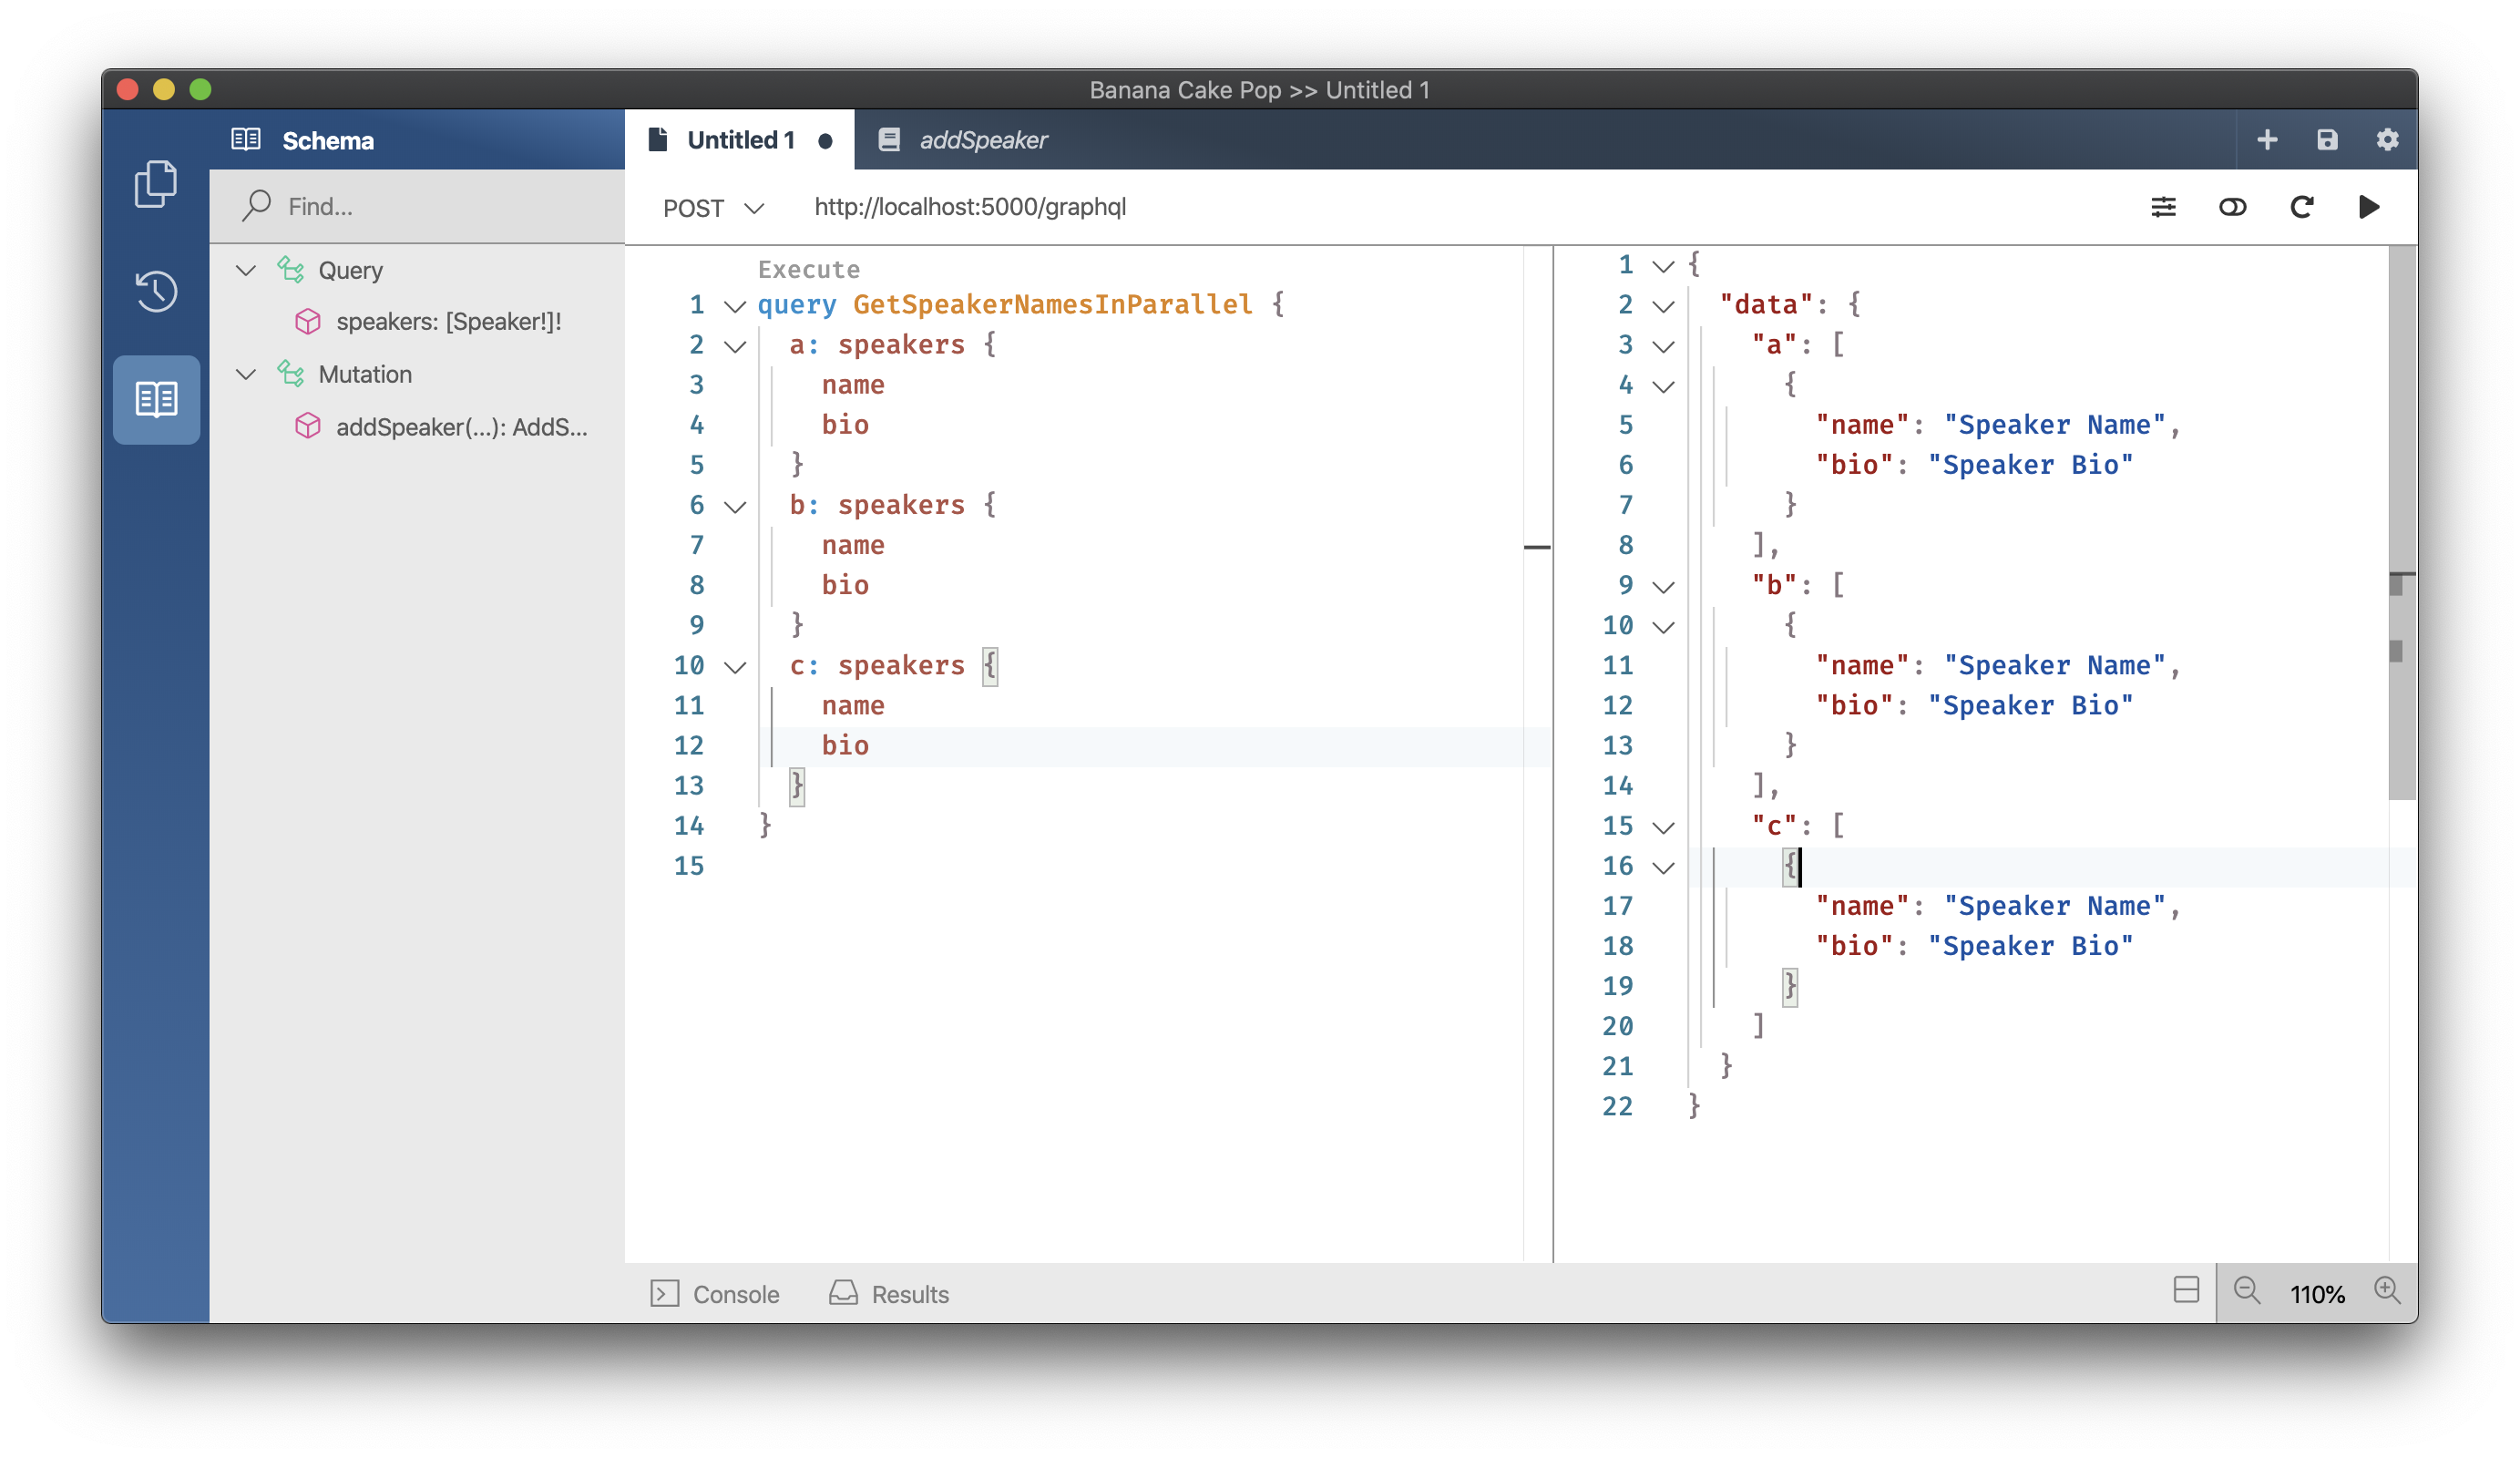 Banana Cake Pop >> Untitled 1
Schema
Untitled 1
addSpeaker
Find...
POST
http://localhost:5000/graphql
Query
speakers: [Speaker!]!
Mutation
addSpeaker(...): AddS...
Execute
1 query GetSpeakerNamesInParallel {
2 a: speakers {
3 name
4 bio
5 }
6 b: speakers {
7 name
8 bio
9 }
10 c: speakers {
11 name
12 bio
13 }
14 }
15
1 {
2 "data": {
3 "a": [
4 {
5 "name": "Speaker Name",
6 "bio": "Speaker Bio"
7 }
8 ],
9 "b": [
10 {
11 "name": "Speaker Name",
12 "bio": "Speaker Bio"
13 }
14 ],
15 "c": [
16 {
17 "name": "Speaker Name",
18 "bio": "Speaker Bio"
19 }
20 ]
21 }
22 }
Console
Results
110%